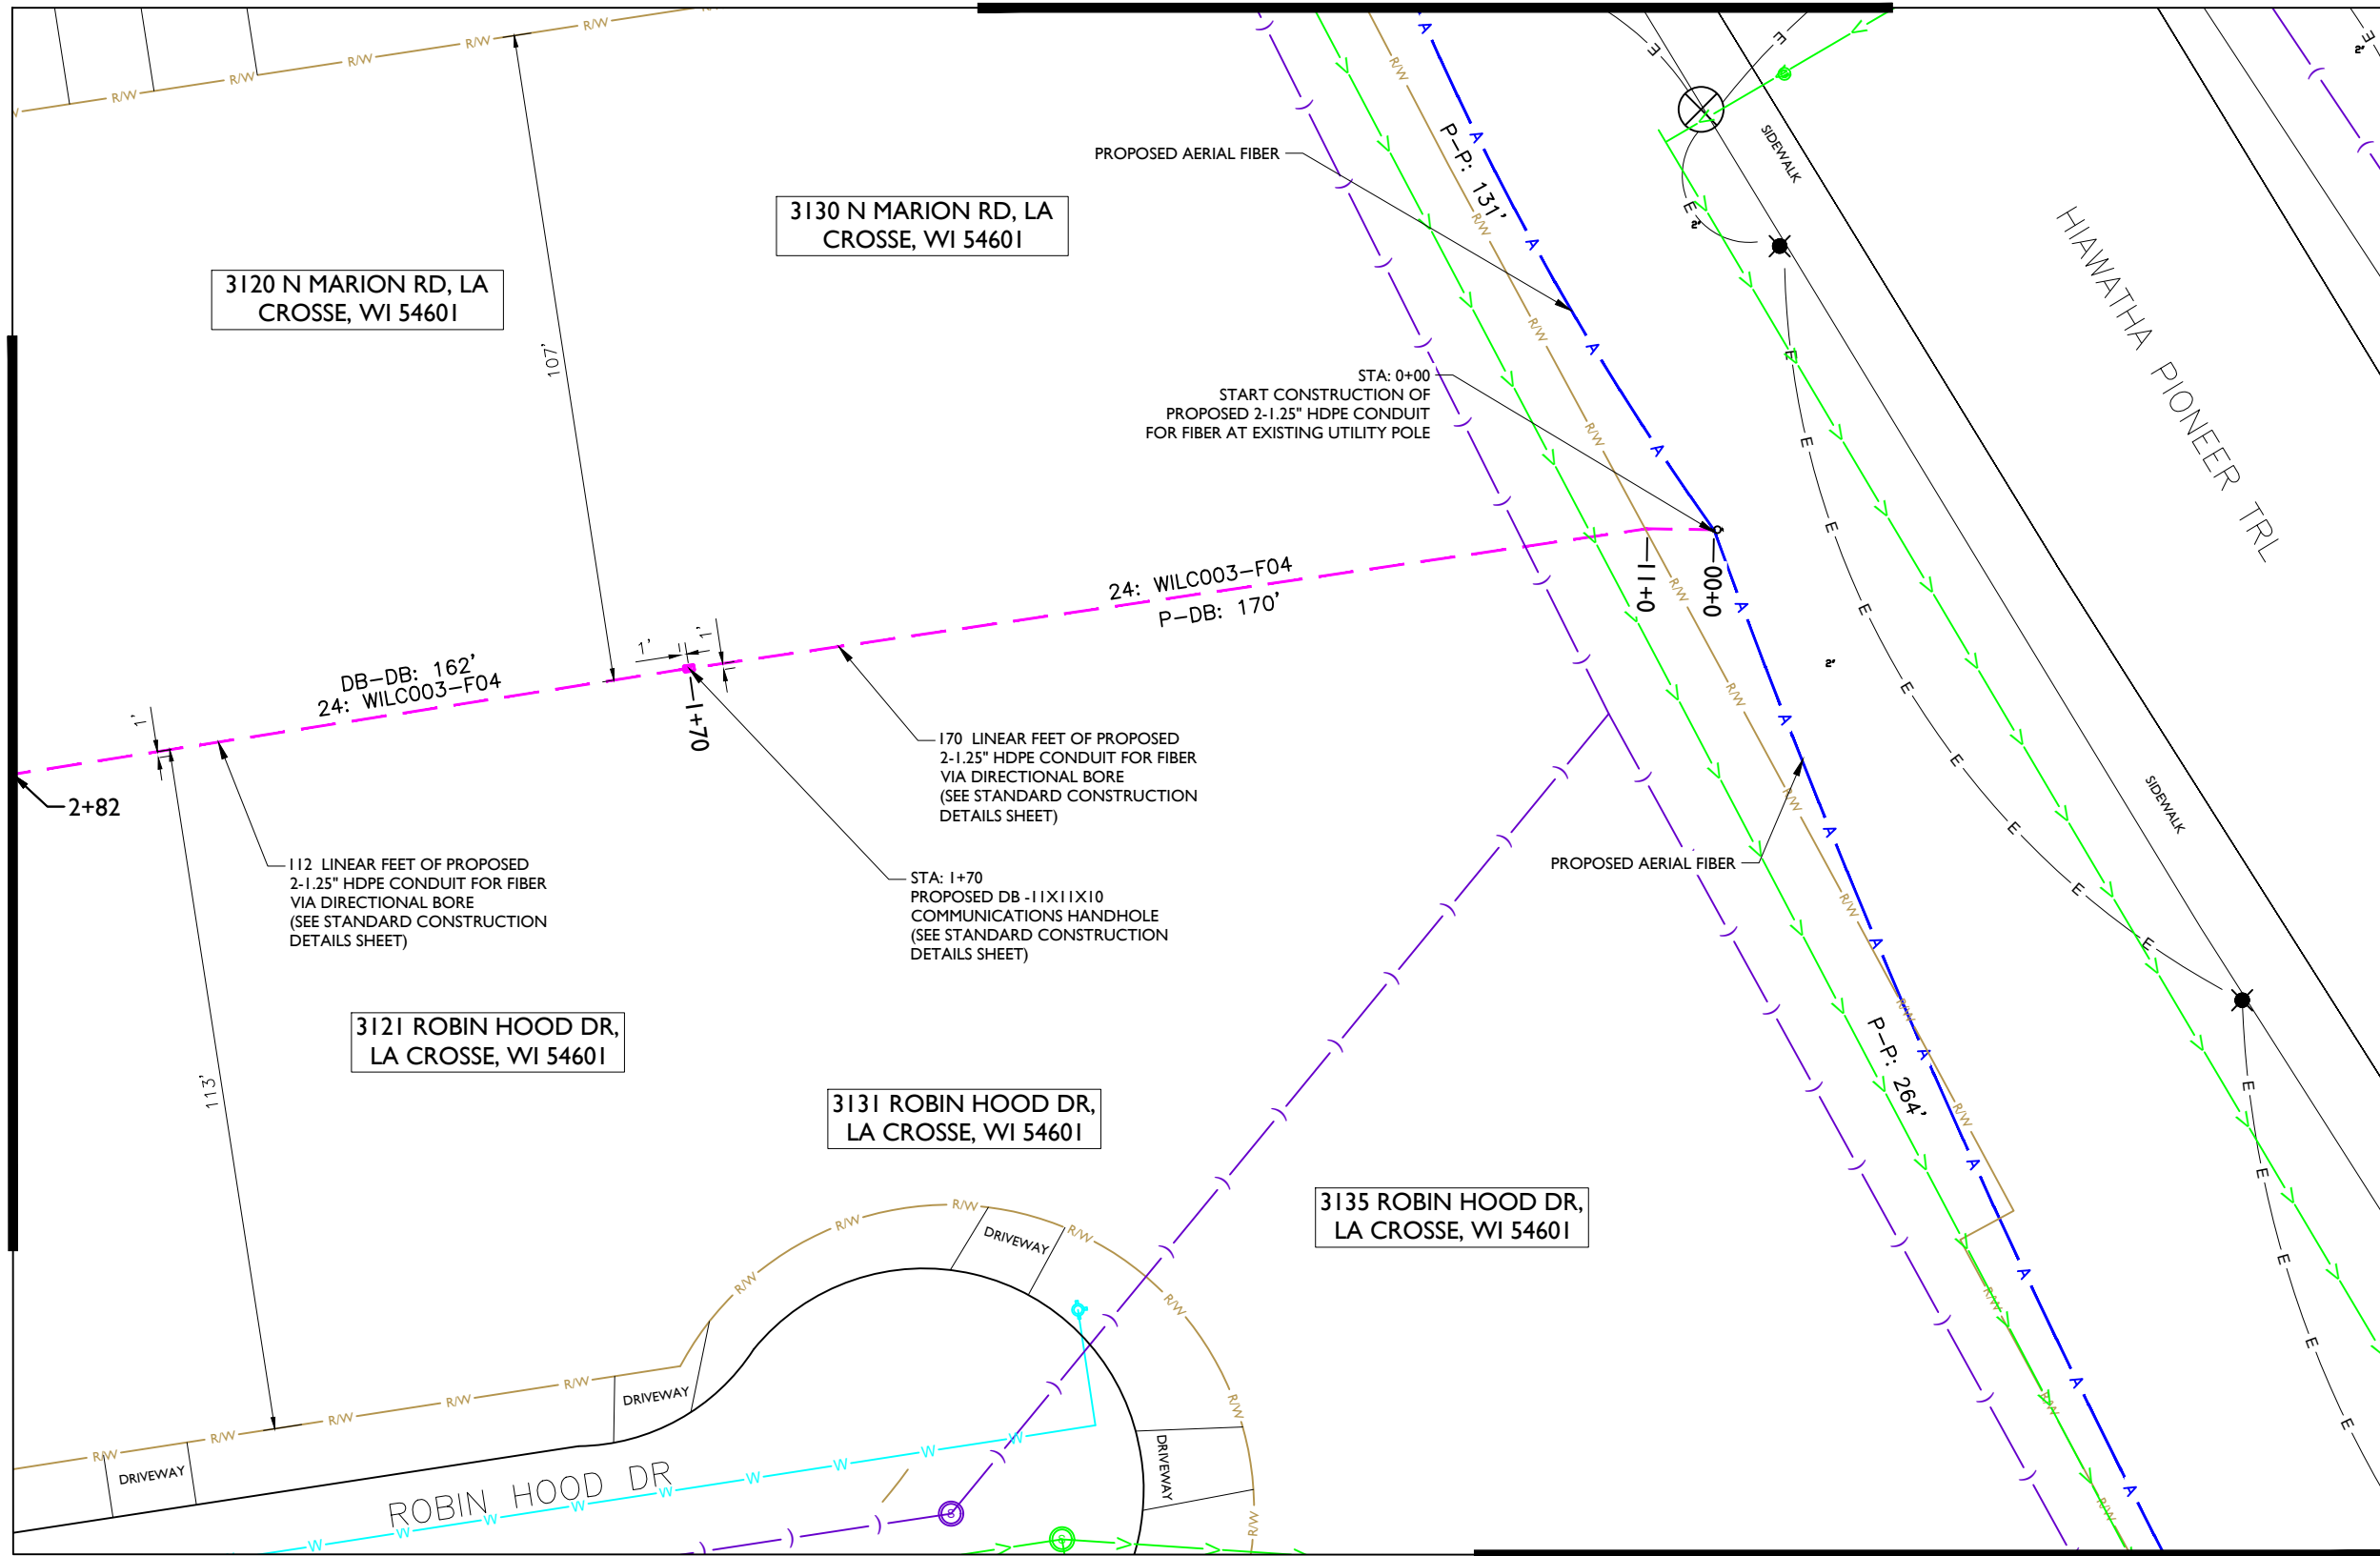 3120 N MARION RD, LA
CROSSE, WI 54601
3130 N MARION RD, LA
CROSSE, WI 54601
PROPOSED AERIAL FIBER
P-P: 131'
SIDEWALK
HIAWATHA PIONEER TRL
2'
2'
107'
STA: 0+00
START CONSTRUCTION OF
PROPOSED 2-1.25" HDPE CONDUIT
FOR FIBER AT EXISTING UTILITY POLE
24: WILC003-F04
P-DB: 170'
0+11
0+00
2'
1'
1'
DB-DB: 162'
24: WILC003-F04
1+70
1'
2+82
170 LINEAR FEET OF PROPOSED
2-1.25" HDPE CONDUIT FOR FIBER
VIA DIRECTIONAL BORE
(SEE STANDARD CONSTRUCTION
DETAILS SHEET)
SIDEWALK
PROPOSED AERIAL FIBER
112 LINEAR FEET OF PROPOSED
2-1.25" HDPE CONDUIT FOR FIBER
VIA DIRECTIONAL BORE
(SEE STANDARD CONSTRUCTION
DETAILS SHEET)
STA: 1+70
PROPOSED DB -11X11X10
COMMUNICATIONS HANDHOLE
(SEE STANDARD CONSTRUCTION
DETAILS SHEET)
3121 ROBIN HOOD DR,
LA CROSSE, WI 54601
113'
P-P: 264'
3131 ROBIN HOOD DR,
LA CROSSE, WI 54601
3135 ROBIN HOOD DR,
LA CROSSE, WI 54601
DRIVEWAY
DRIVEWAY
DRIVEWAY
DRIVEWAY
ROBIN HOOD DR
R/W
A
E
W
S